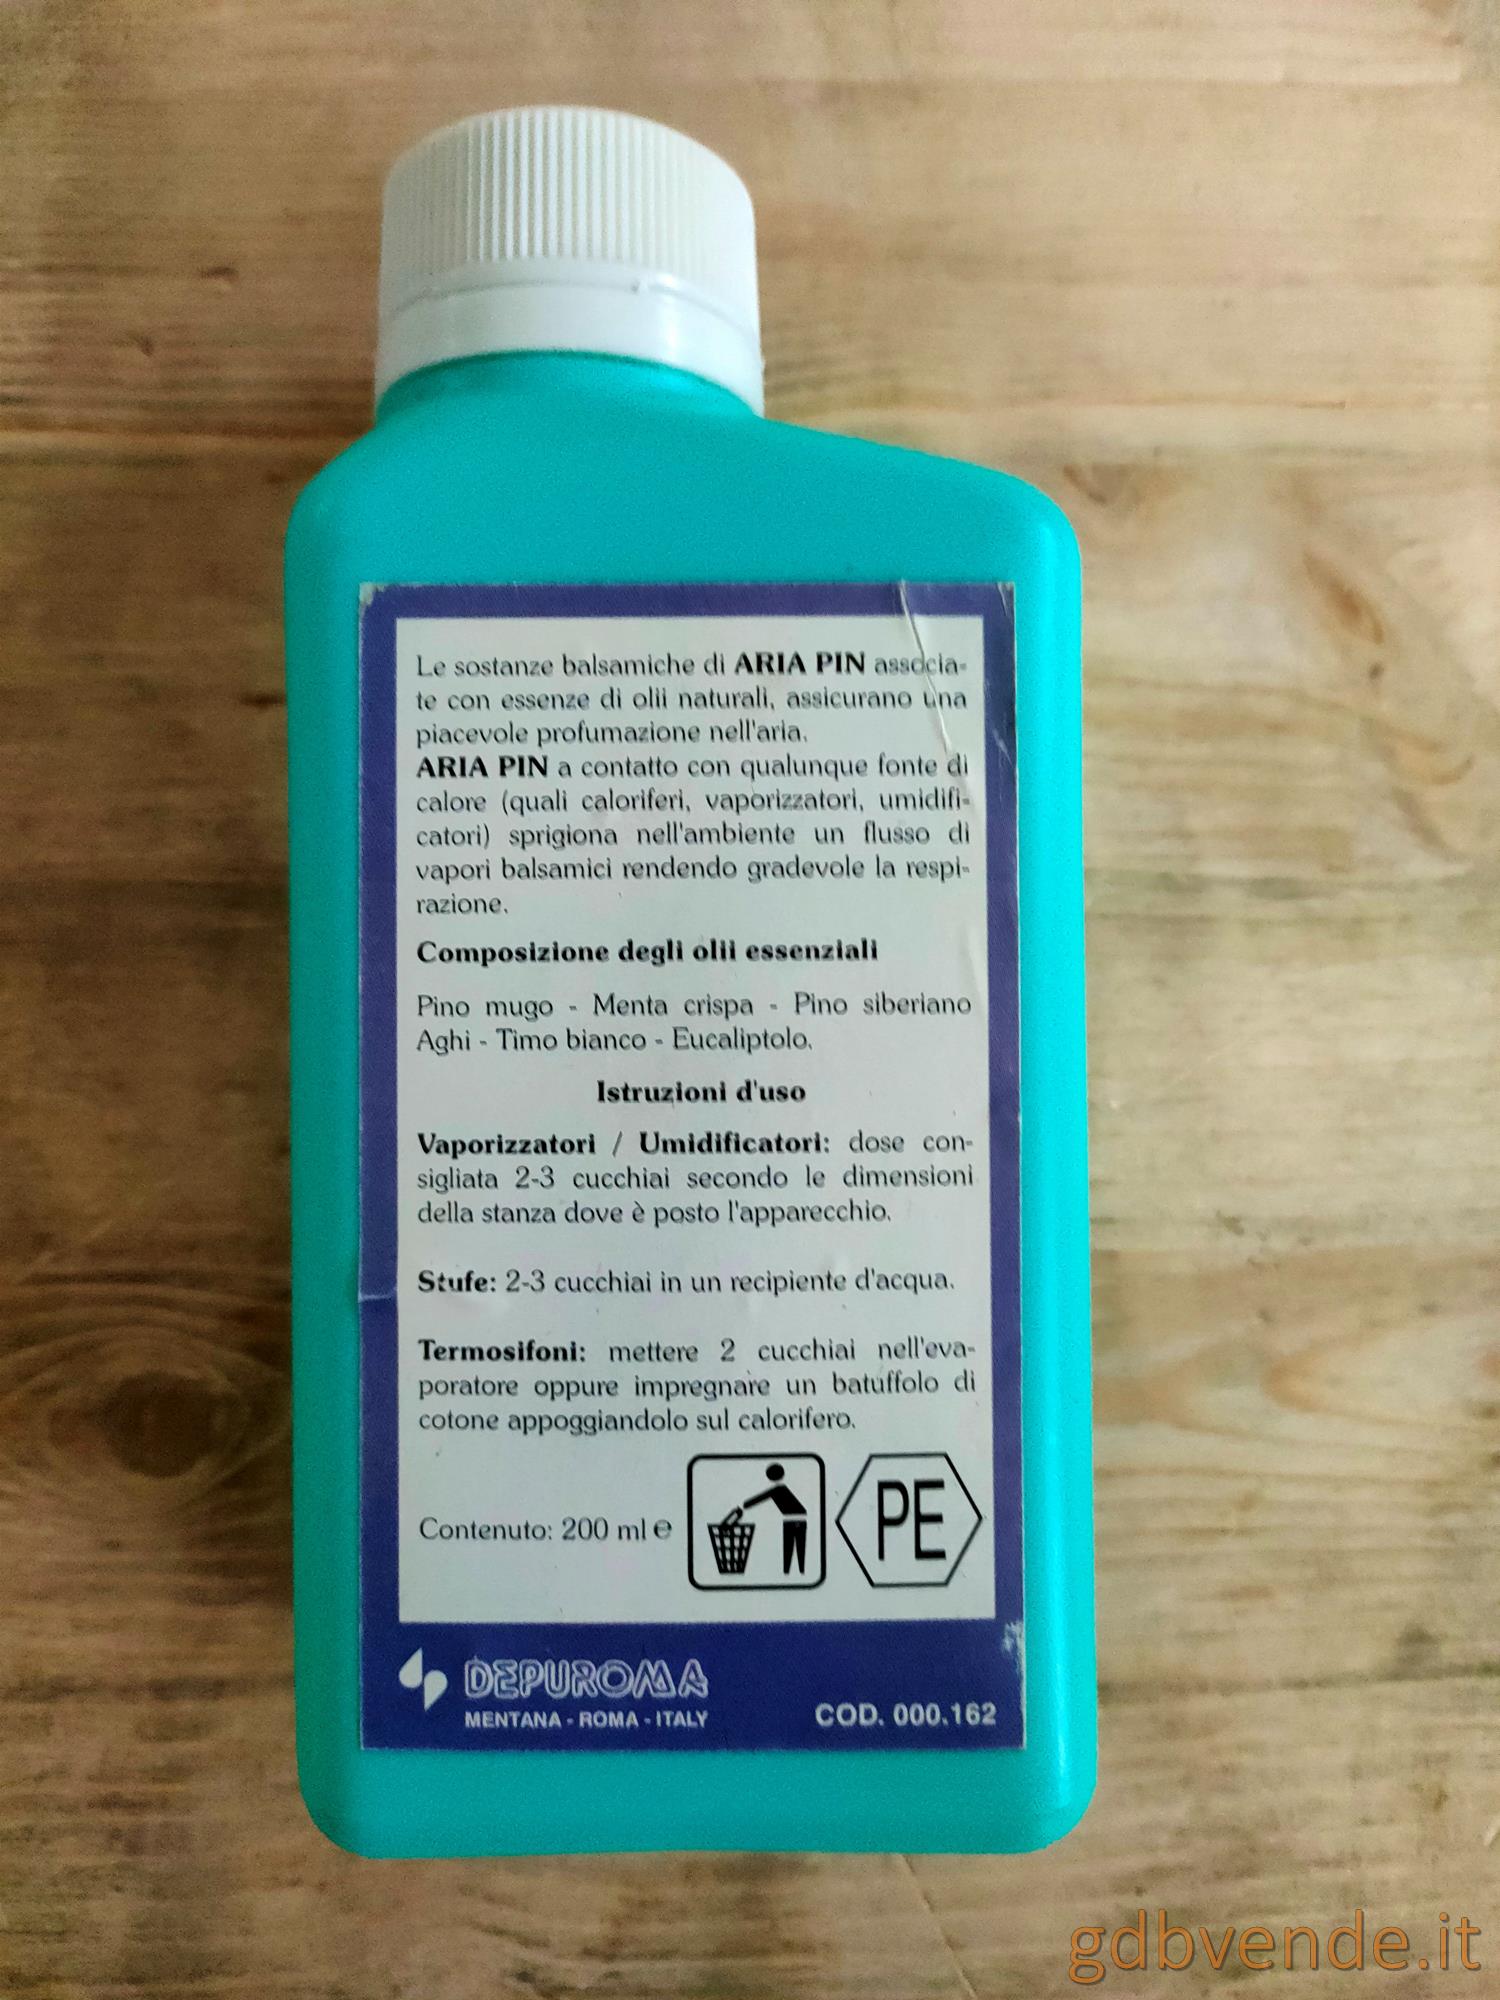 Le sostanze balsamiche di ARIA PIN associa-
te con essenze di olii naturali, assicurano una
piacevole profumazione nell'aria.
ARIA PIN a contatto con qualunque fonte di
calore (quali caloriferi, vaporizzatori, umidifi-
catori) sprigiona nell'ambiente un flusso di
vapori balsamici rendendo gradevole la respi-
razione.
Composizione degli olii essenziali
Pino mugo - Menta crispa - Pino siberiano
Aghi - Timo bianco - Eucaliptolo.
Istruzioni d'uso
Vaporizzatori / Umidificatori: dose con-
sigliata 2-3 cucchiai secondo le dimensioni
della stanza dove è posto l'apparecchio.
Stufe: 2-3 cucchiai in un recipiente d'acqua.
Termosifoni: mettere 2 cucchiai nell'eva-
poratore oppure impregnare un batuffolo di
cotone appoggiandolo sul calorifero.
Contenuto: 200 ml ℮
PE
DEPUROMA
MENTANA - ROMA - ITALY
COD. 000.162
gdbvende.it